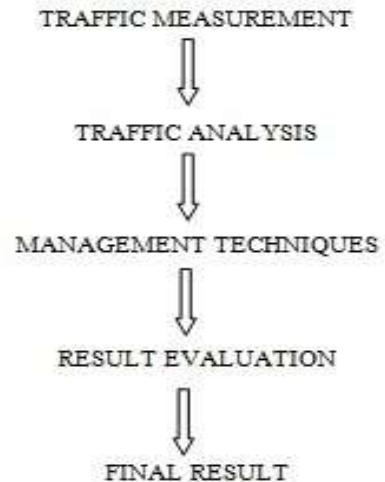 TRAFFIC MEASUREMENT
TRAFFIC ANALYSIS
MANAGEMENT TECHNIQUES
RESULT EVALUATION
FINAL RESULT